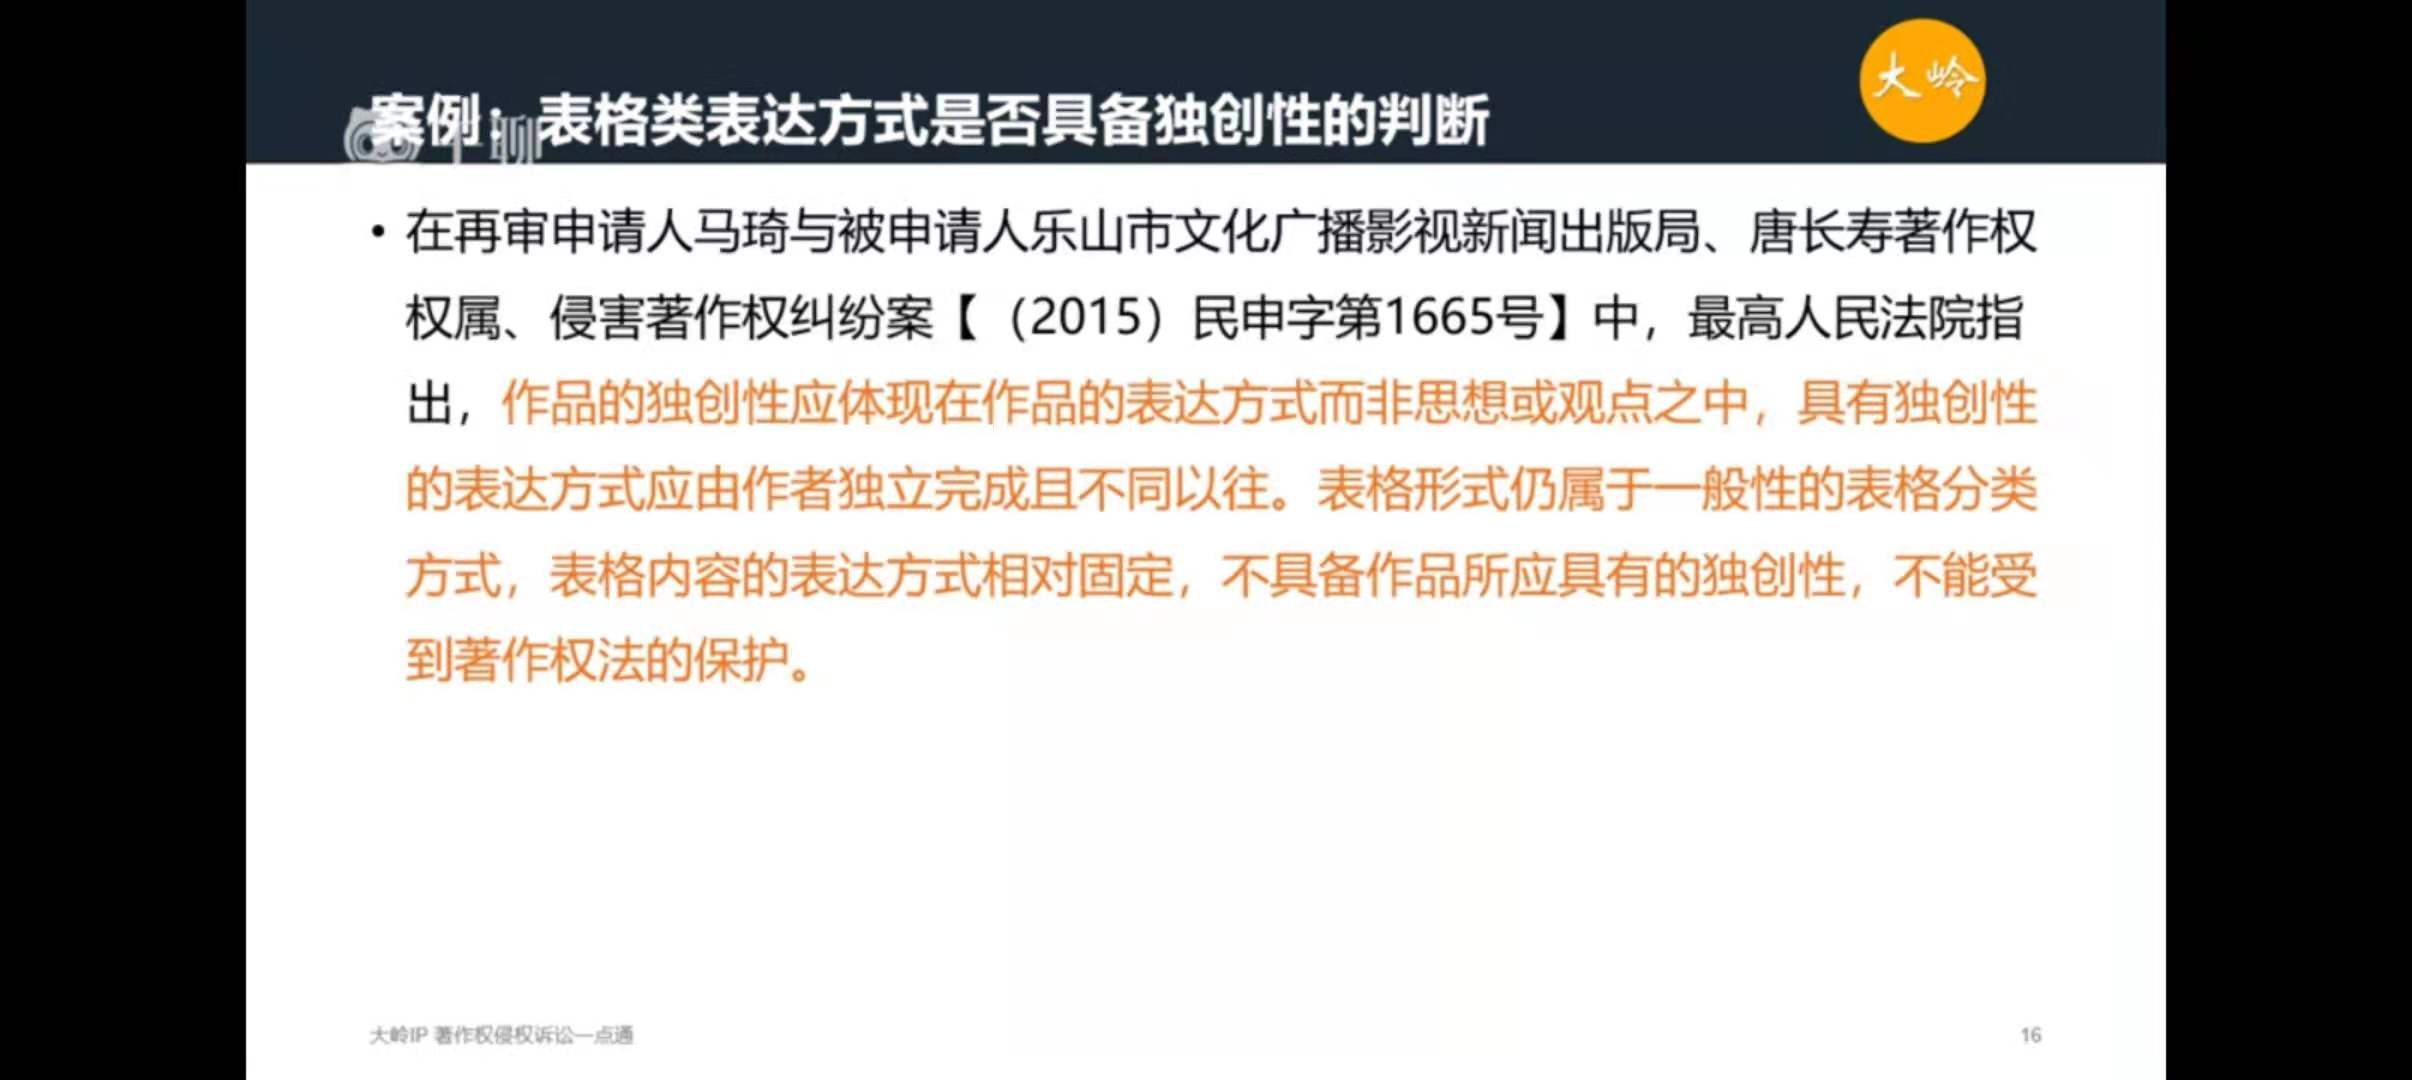 大岭
案例：表格类表达方式是否具备独创性的判断
千聊
• 在再审申请人马琦与被申请人乐山市文化广播影视新闻出版局、唐长寿著作权
权属、侵害著作权纠纷案【（2015）民申字第1665号】中，最高人民法院指
出，作品的独创性应体现在作品的表达方式而非思想或观点之中，具有独创性
的表达方式应由作者独立完成且不同以往。表格形式仍属于一般性的表格分类
方式，表格内容的表达方式相对固定，不具备作品所应具有的独创性，不能受
到著作权法的保护。
大岭IP 著作权侵权诉讼一点通
16